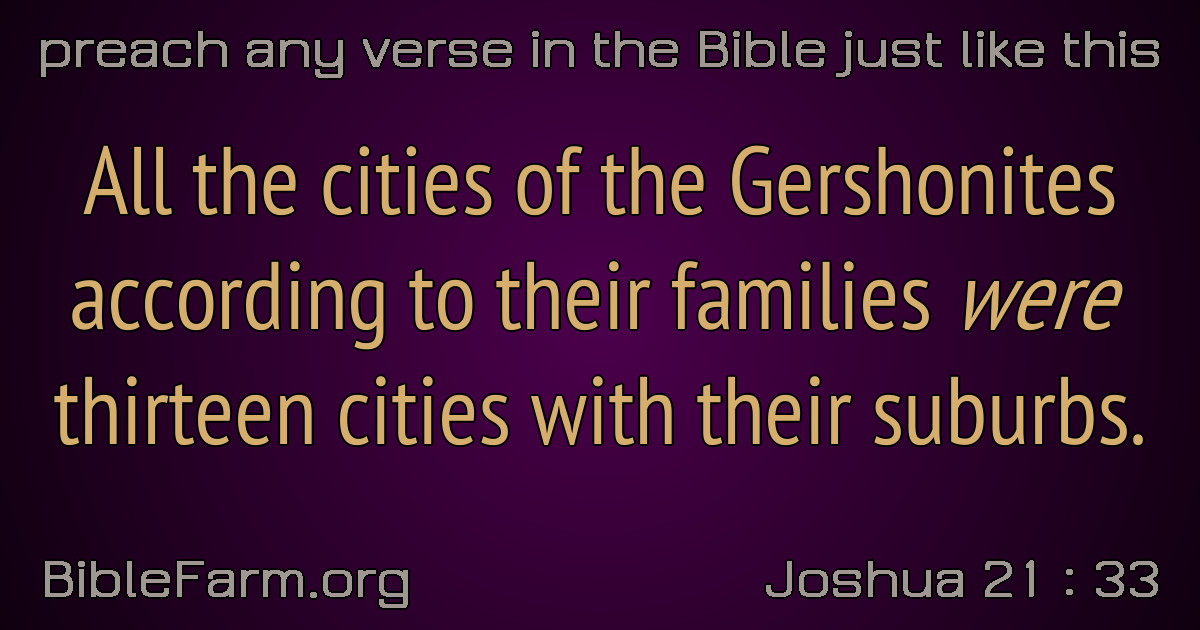 preach any verse in the Bible just like this
All the cities of the Gershonites
according to their families were
thirteen cities with their suburbs.
BibleFarm.org
Joshua 21 : 33